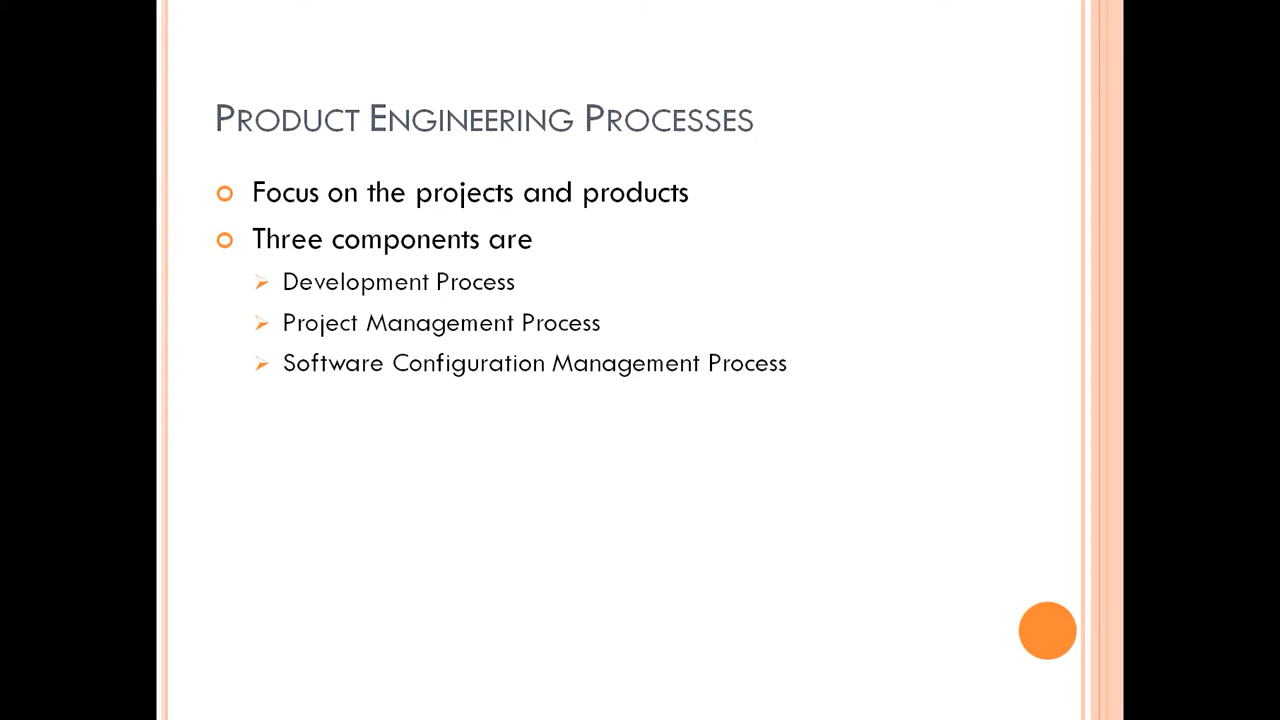 Product Engineering Processes
Focus on the projects and products
Three components are
Development Process
Project Management Process
Software Configuration Management Process